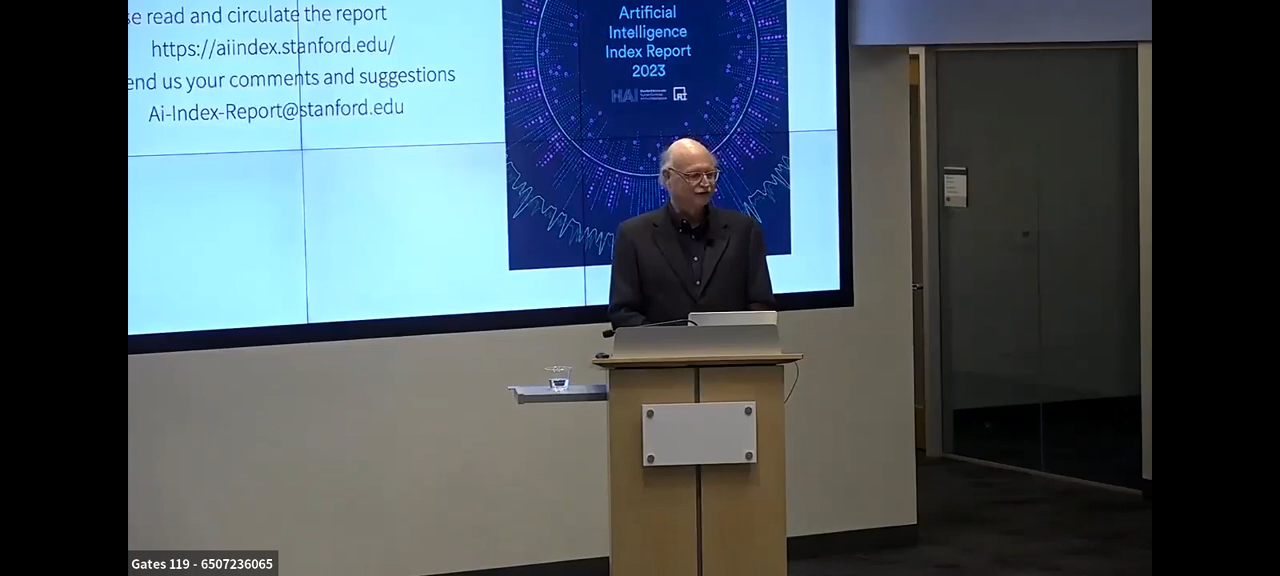 se read and circulate the report
https://aiindex.stanford.edu/
end us your comments and suggestions
Ai-Index-Report@stanford.edu
Artificial
Intelligence
Index Report
2023
HAI
Gates 119 - 6507236065